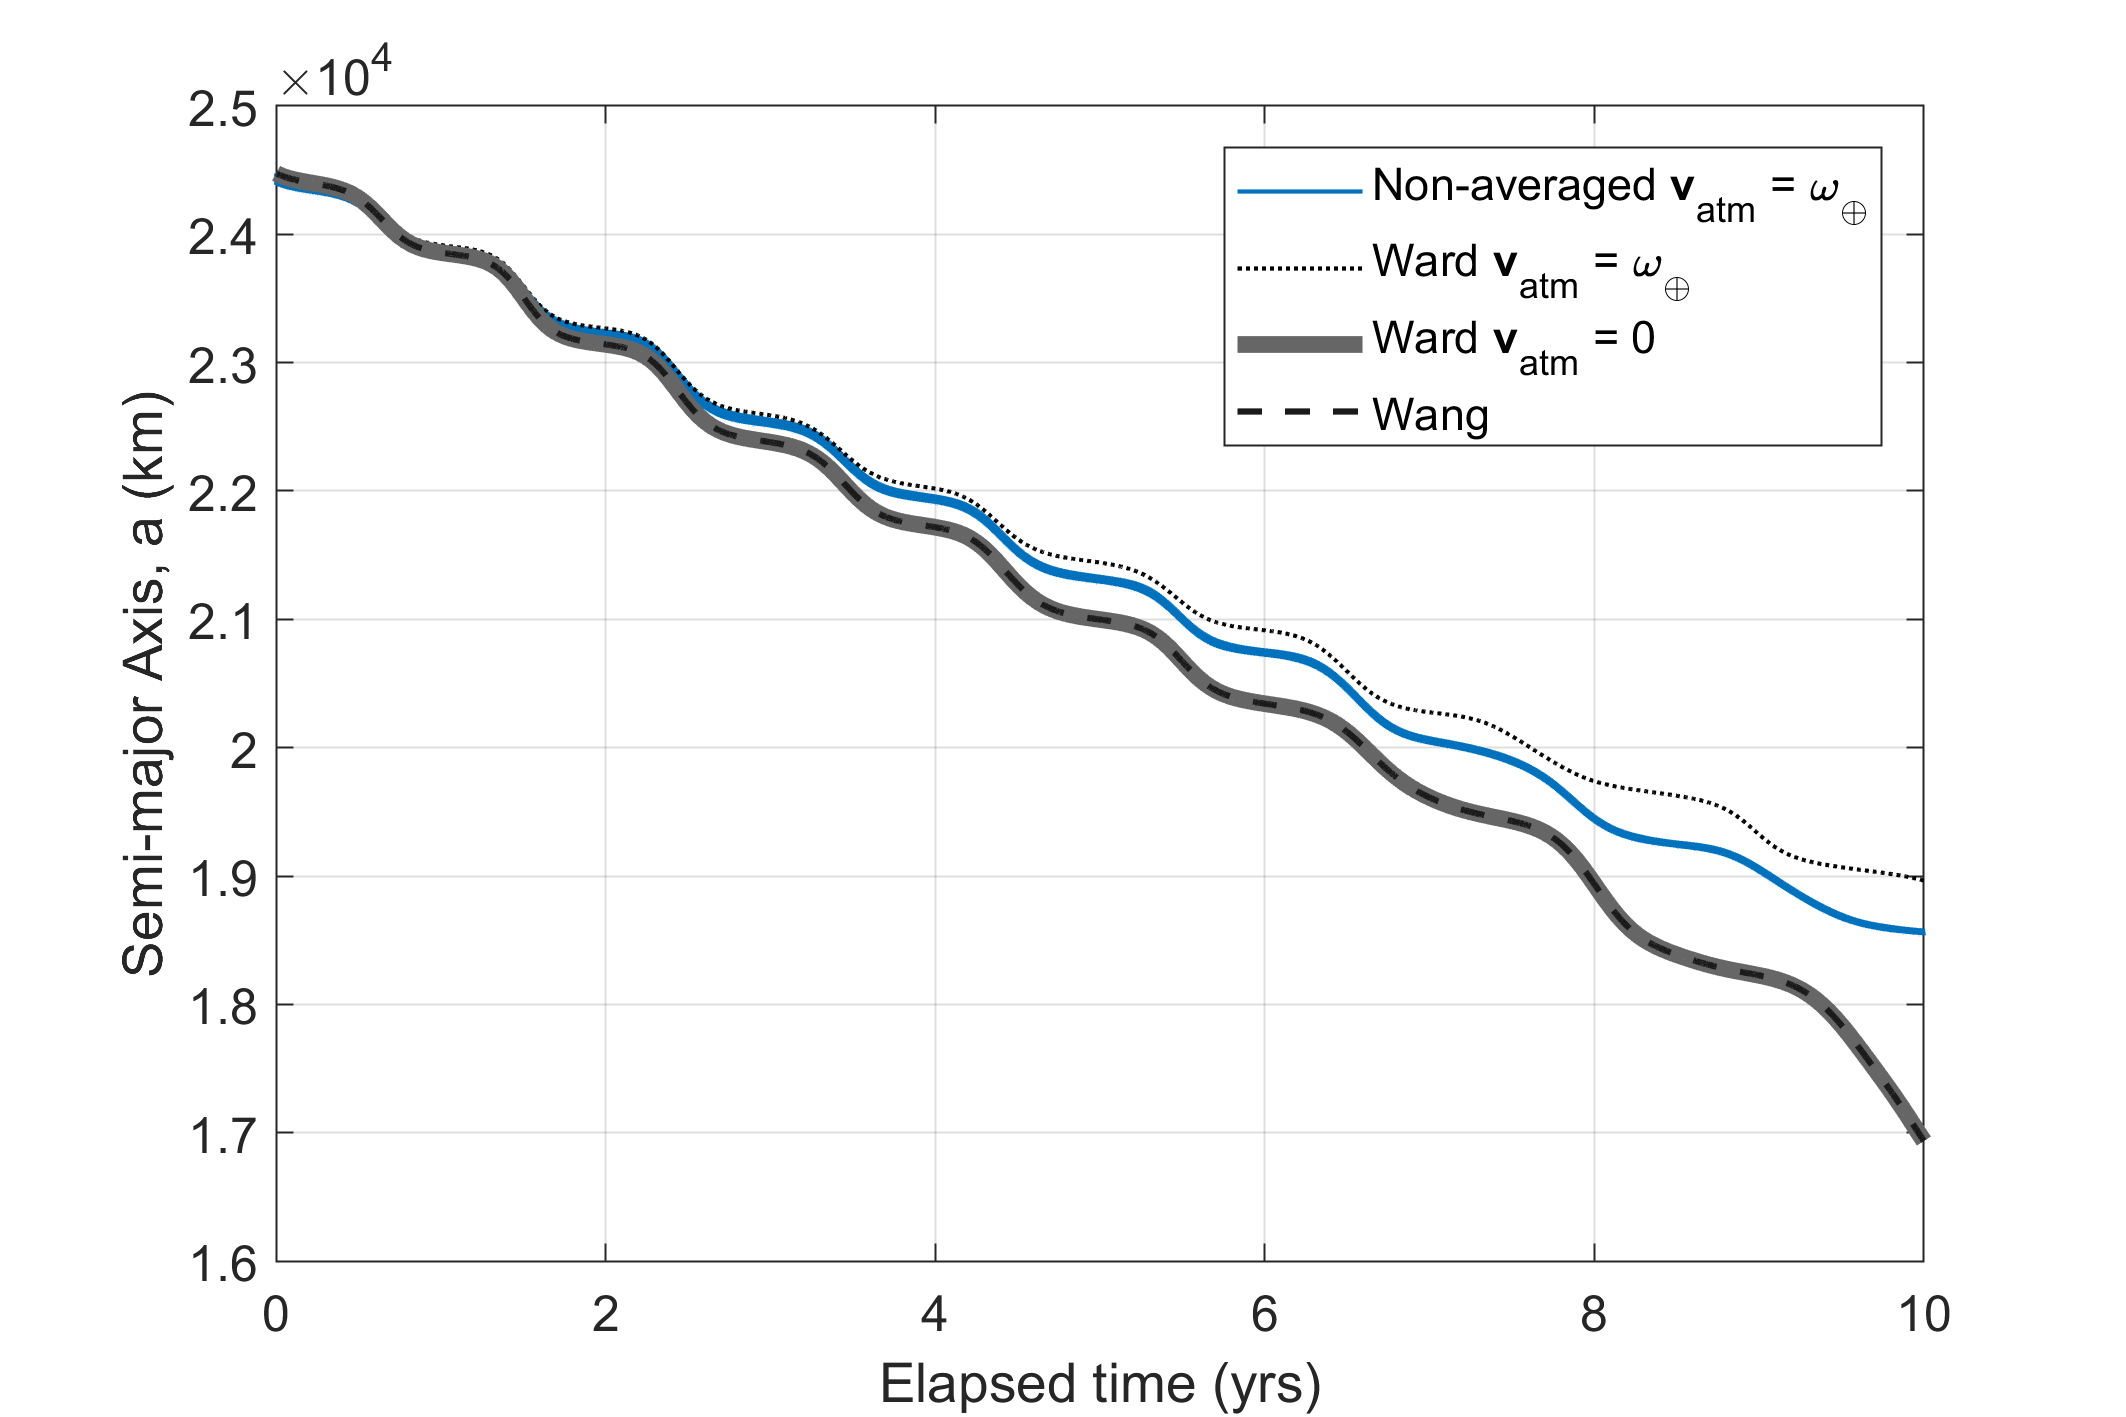 ×10⁴
2.5
2.4
2.3
2.2
2.1
2
1.9
1.8
1.7
1.6
Semi-major Axis, a (km)
0 2 4 6 8 10
Elapsed time (yrs)
Non-averaged v_atm = ω_⊕
Ward v_atm = ω_⊕
Ward v_atm = 0
Wang